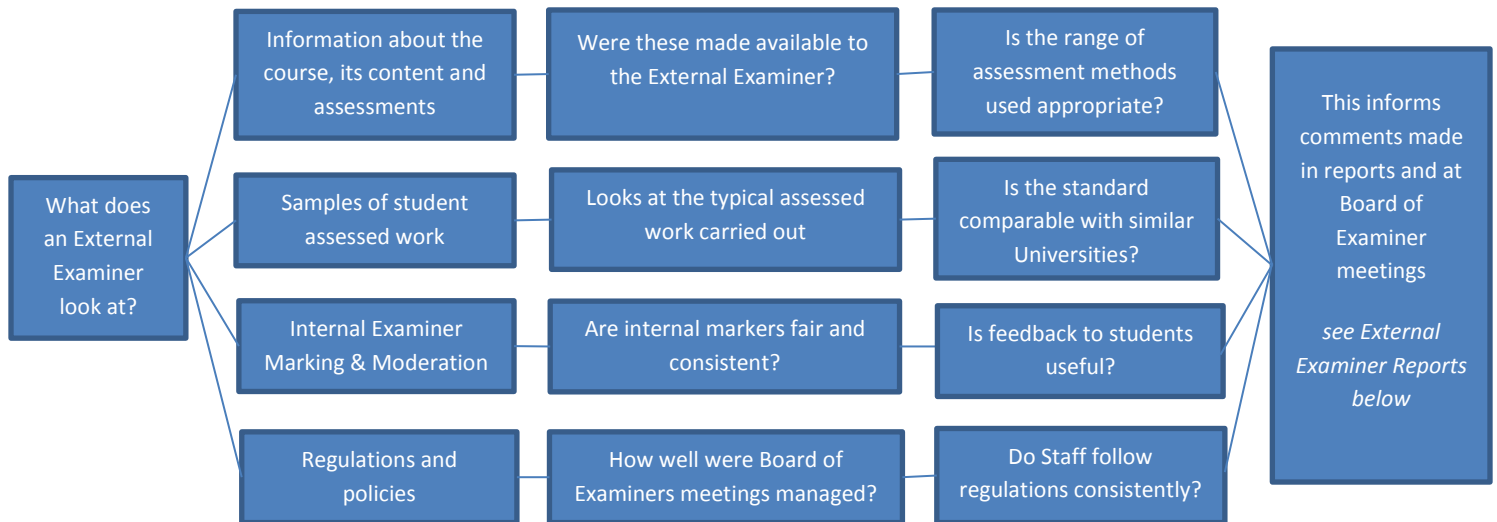 What does
an External
Examiner
look at?
Information about the
course, its content and
assessments
Were these made available to
the External Examiner?
Is the range of
assessment methods
used appropriate?
Samples of student
assessed work
Looks at the typical assessed
work carried out
Is the standard
comparable with similar
Universities?
Internal Examiner
Marking & Moderation
Are internal markers fair and
consistent?
Is feedback to students
useful?
Regulations and
policies
How well were Board of
Examiners meetings managed?
Do Staff follow
regulations consistently?
This informs
comments made
in reports and at
Board of
Examiner
meetings
see External
Examiner Reports
below